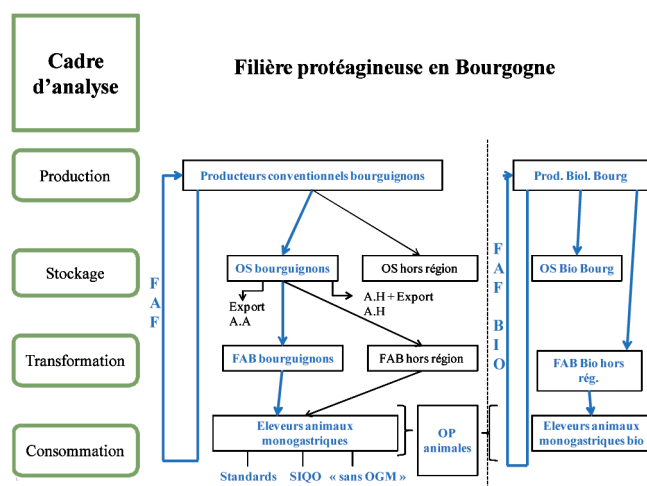 Cadre
d'analyse
Filière protéagineuse en Bourgogne
Production
Producteurs conventionnels bourguignons
Prod. Biol. Bourg
Stockage
F
A
F
OS bourguignons
OS hors région
Export
A.A
A.H + Export
A.H
F
A
F
B
I
O
OS Bio Bourg
Transformation
FAB bourguignons
FAB hors région
FAB Bio hors
rég.
Consommation
Eleveurs animaux
monogastriques
OP
animales
Eleveurs animaux
monogastriques bio
Standards
SIQO
« sans OGM »